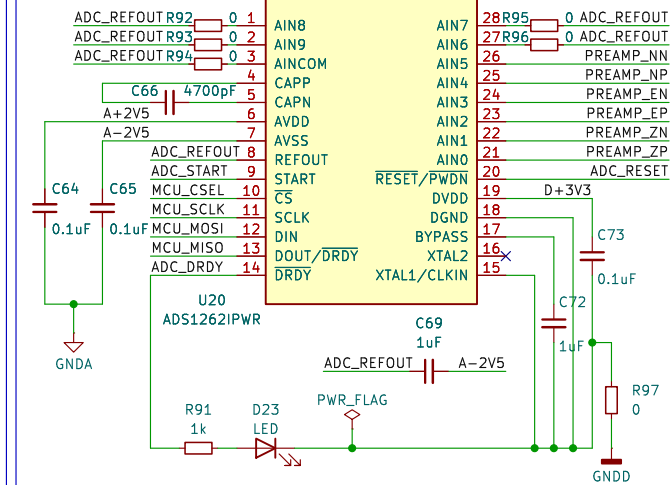 ADC_REFOUT R92 0 1 AIN8 AIN7 28 R95 0 ADC_REFOUT
ADC_REFOUT R93 0 2 AIN9 AIN6 27 R96 0 ADC_REFOUT
ADC_REFOUT R94 0 3 AINCOM AIN5 26 PREAMP_NN
4 CAPP AIN4 25 PREAMP_NP
C66 4700pF 5 CAPN AIN3 24 PREAMP_EN
A+2V5 6 AVDD AIN2 23 PREAMP_EP
A-2V5 7 AVSS AIN1 22 PREAMP_ZN
ADC_REFOUT 8 REFOUT AIN0 21 PREAMP_ZP
ADC_START 9 START RESET/PWDN 20 ADC_RESET
C64 C65 MCU_CSEL 10 CS DVDD 19 D+3V3
MCU_SCLK 11 SCLK DGND 18
0.1uF 0.1uF MCU_MOSI 12 DIN BYPASS 17 C73
MCU_MISO 13 DOUT/DRDY XTAL2 16
ADC_DRDY 14 DRDY XTAL1/CLKIN 15 0.1uF
U20
ADS1262IPWR
C72
1uF
C69
1uF
GNDA
ADC_REFOUT A-2V5
PWR_FLAG
R97
0
R91 D23
1k LED
GNDD